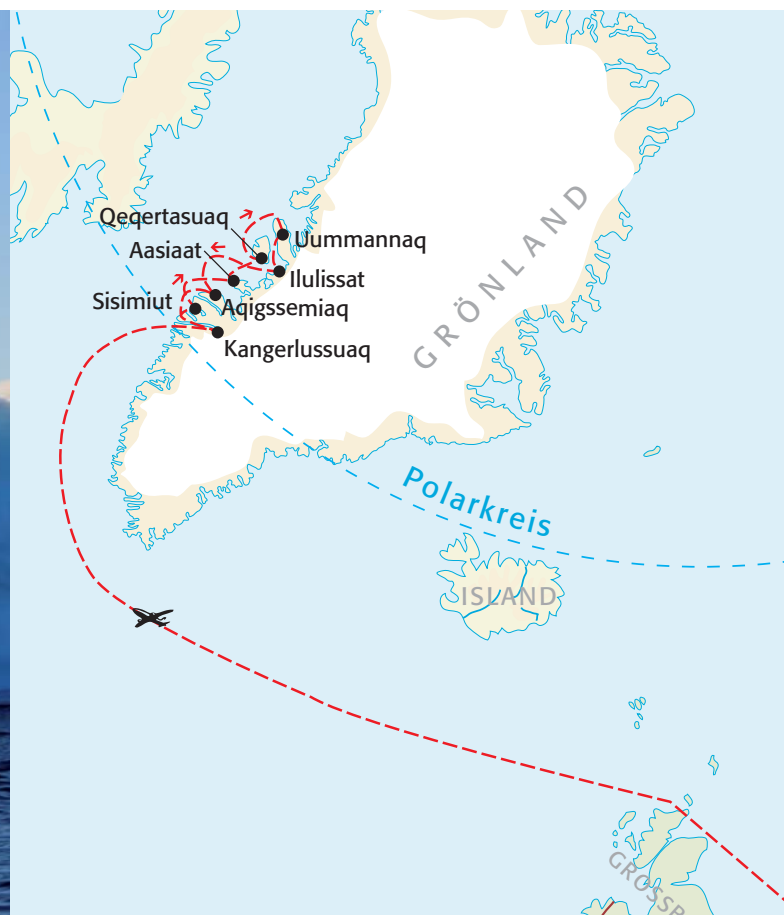 Qeqertasuaq
Uummannaq
Aasiaat
Ilulissat
Sisimiut
Aqigssemiaq
Kangerlussuaq
GRÖNLAND
Polarkreis
ISLAND